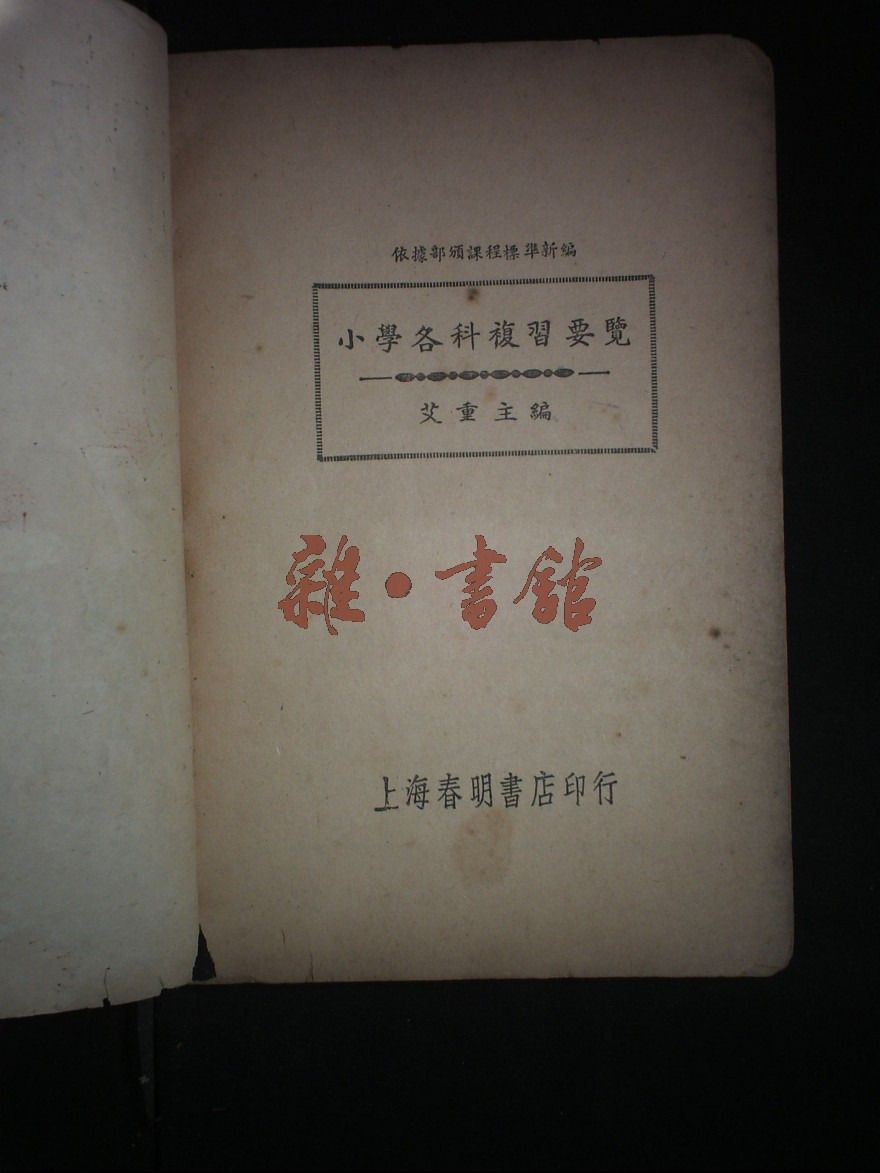 依據部頒課程標準新編
小學各科複習要覽
艾重主編
雜·書館
上海春明書店印行